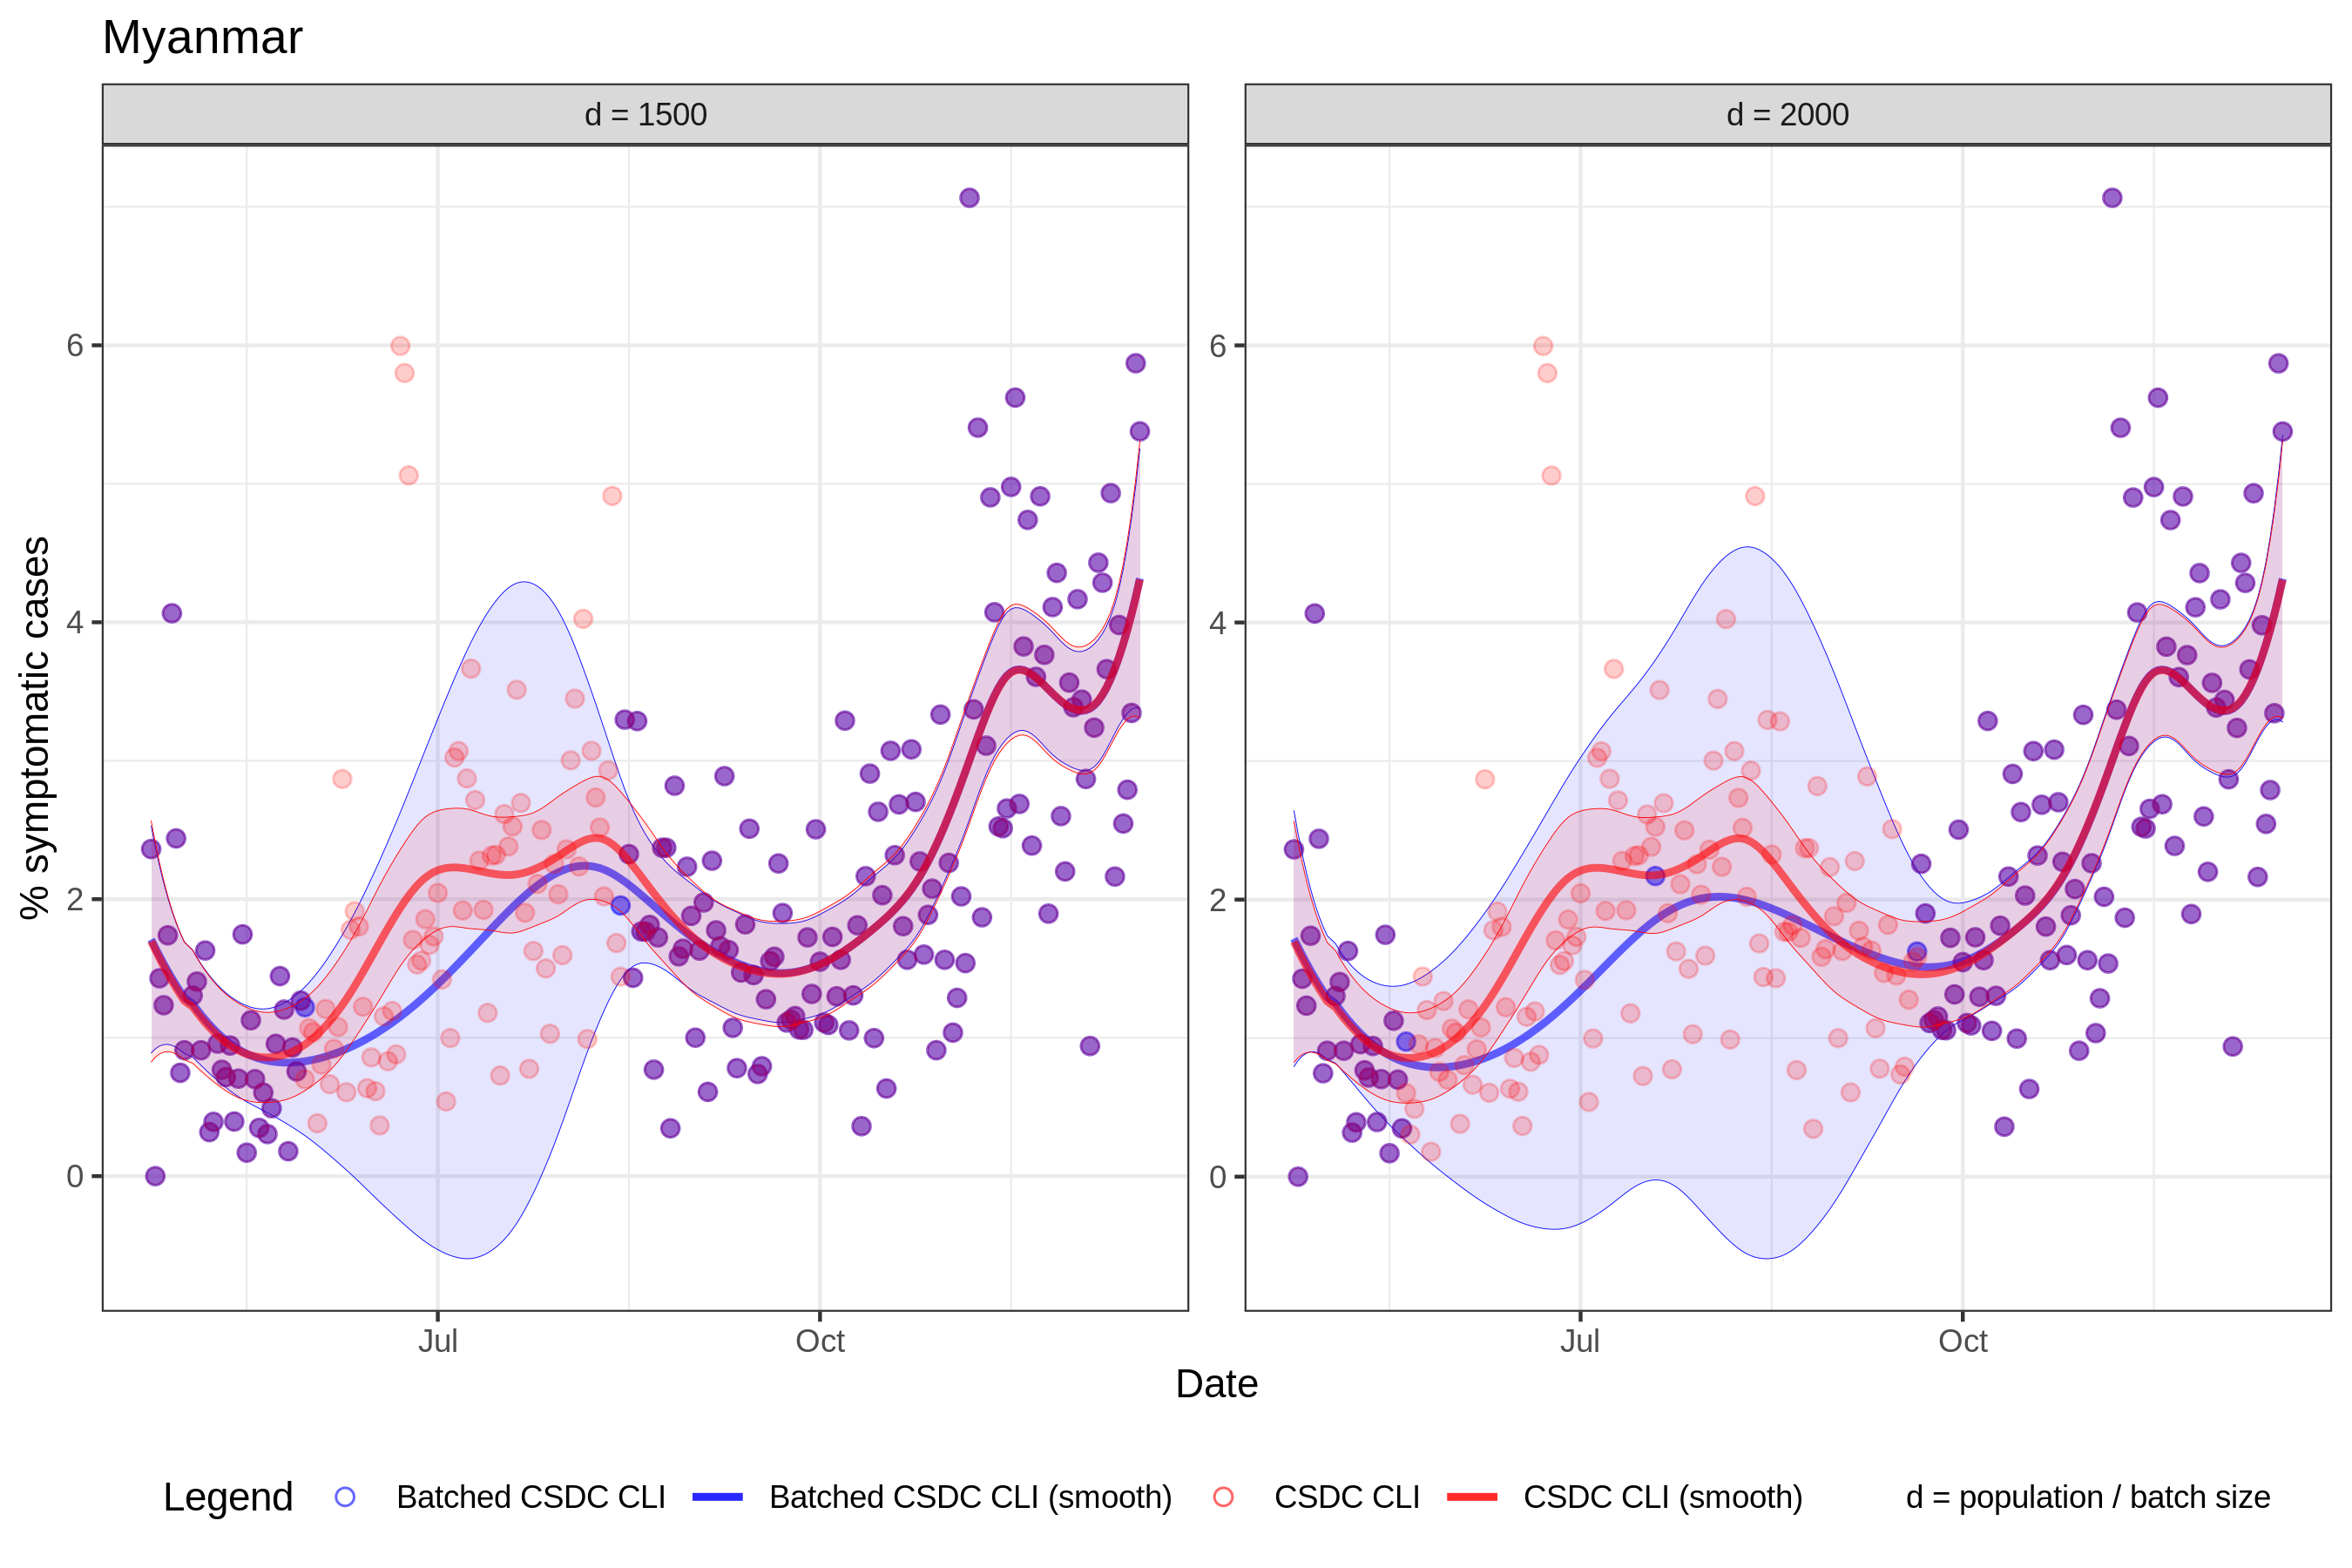 Myanmar
d = 1500
d = 2000
% symptomatic cases
6
4
2
0
6
4
2
0
Jul
Oct
Jul
Oct
Date
Legend
Batched CSDC CLI
Batched CSDC CLI (smooth)
CSDC CLI
CSDC CLI (smooth)
d = population / batch size